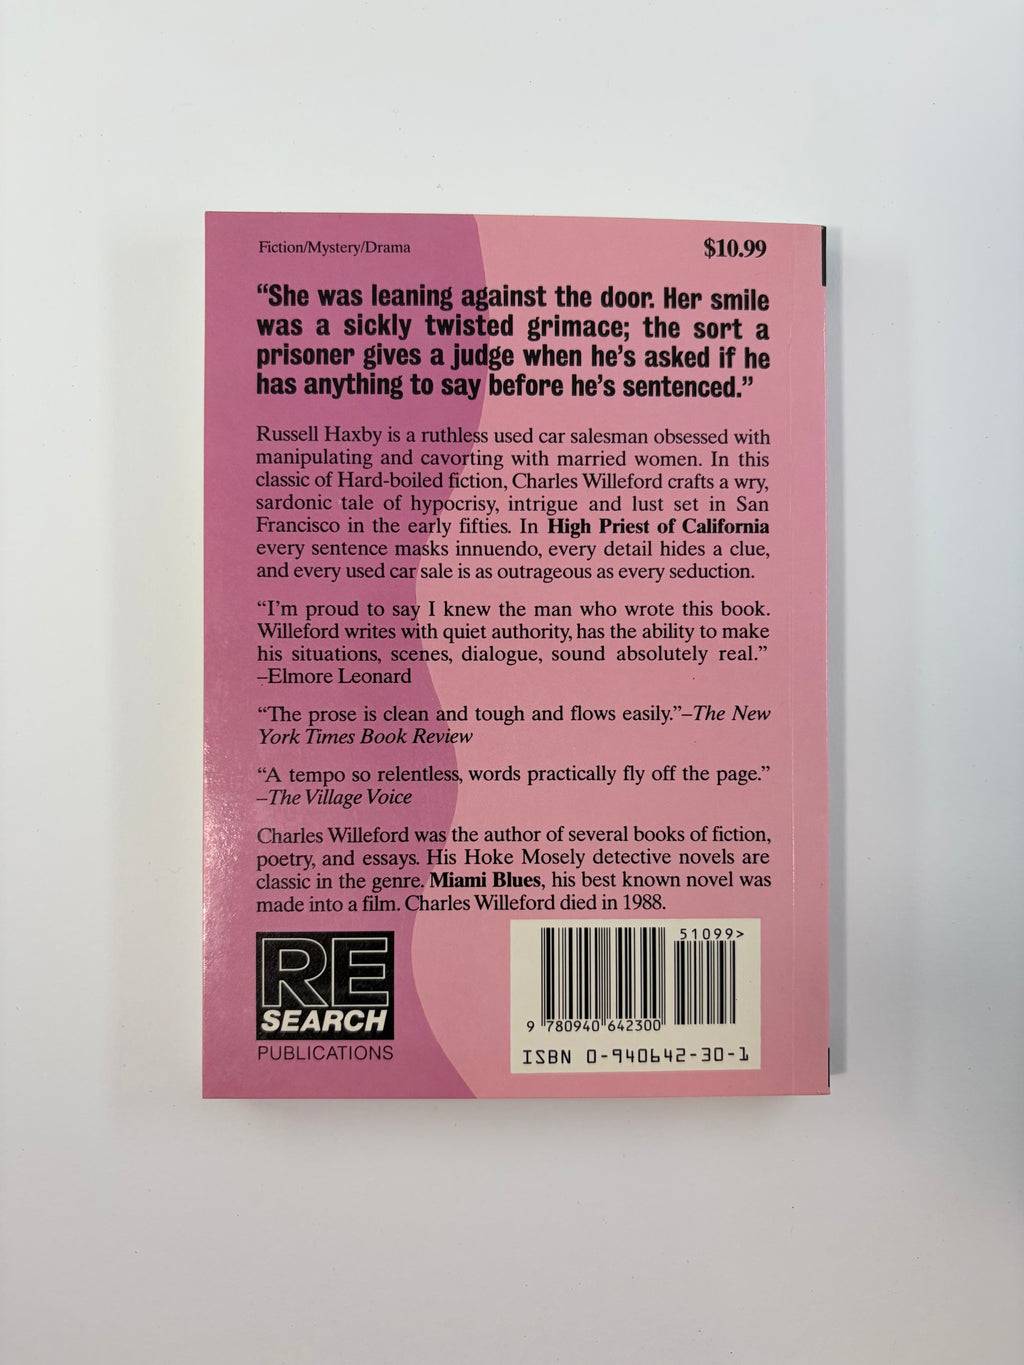 Fiction/Mystery/Drama
$10.99
“She was leaning against the door. Her smile
was a sickly twisted grimace; the sort a
prisoner gives a judge when he’s asked if he
has anything to say before he’s sentenced.”
Russell Haxby is a ruthless used car salesman obsessed with
manipulating and cavorting with married women. In this
classic of Hard-boiled fiction, Charles Willeford crafts a wry,
sardonic tale of hypocrisy, intrigue and lust set in San
Francisco in the early fifties. In High Priest of California
every sentence masks innuendo, every detail hides a clue,
and every used car sale is as outrageous as every seduction.
“I’m proud to say I knew the man who wrote this book.
Willeford writes with quiet authority, has the ability to make
his situations, scenes, dialogue, sound absolutely real.”
–Elmore Leonard
“The prose is clean and tough and flows easily.”–The New
York Times Book Review
“A tempo so relentless, words practically fly off the page.”
–The Village Voice
Charles Willeford was the author of several books of fiction,
poetry, and essays. His Hoke Mosely detective novels are
classic in the genre. Miami Blues, his best known novel was
made into a film. Charles Willeford died in 1988.
RE
SEARCH
PUBLICATIONS
51099>
9 780940 642300
ISBN 0-940642-30-1